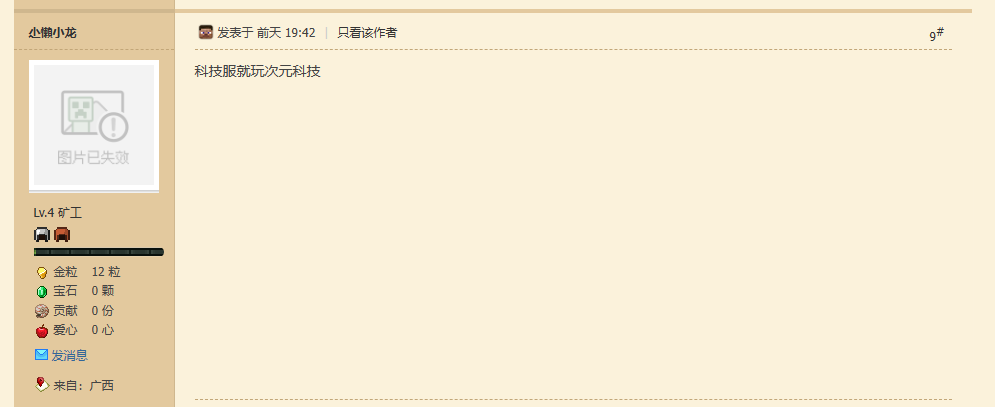 尐懒小龙
发表于 前天 19:42 | 只看该作者
9#
科技服就玩次元科技
图片已失效
Lv.4 矿工
金粒 12 粒
宝石 0 颗
贡献 0 份
爱心 0 心
发消息
来自：广西